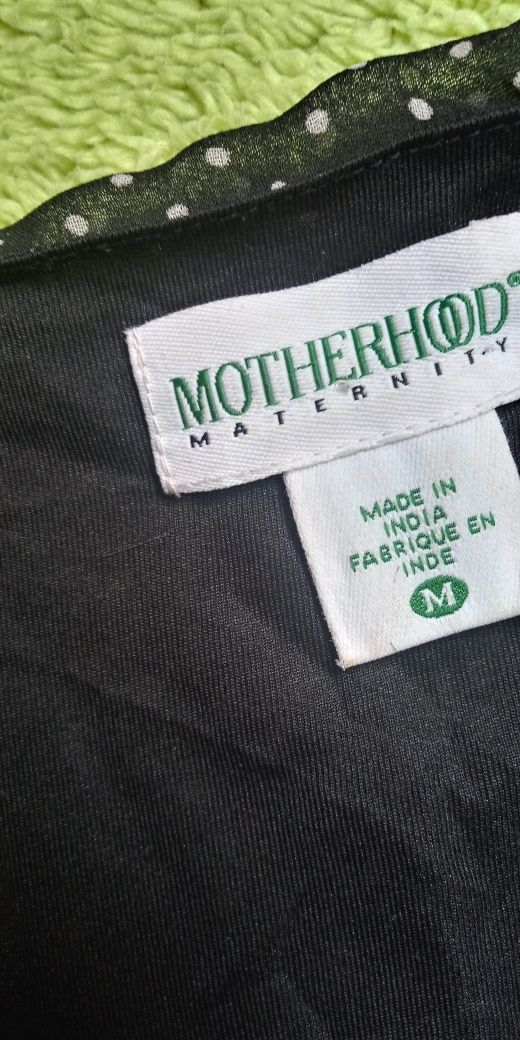 MOTHERHOOD®
MATERNITY
MADE IN
INDIA
FABRIQUE EN
INDE
M